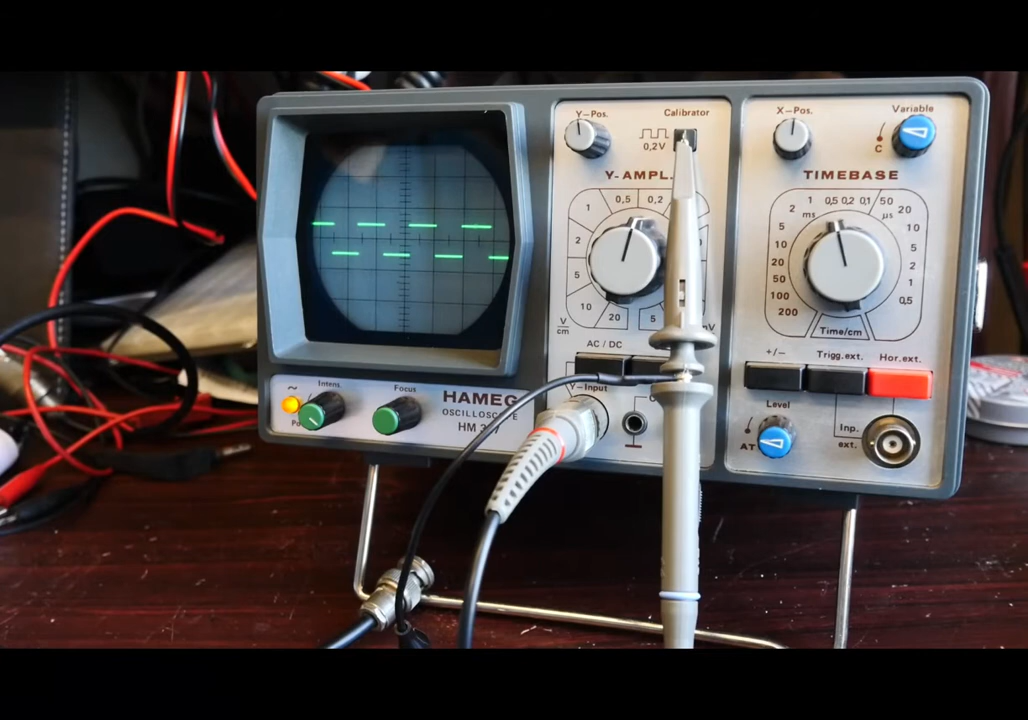 Y-Pos.
Calibrator
0,2V
X-Pos.
Variable
C
Y-AMPL.
TIMEBASE
20
10
5
2
1
0,5
0,2
5
V
cm
200
100
50
20
10
5
2
1
ms
0,5
0,2
0,1
50
µs
20
10
5
2
1
0,5
Time/cm
AC / DC
+/-
Trigg.ext.
Hor.ext.
Y-Input
Intens.
Focus
HAMEG
OSCILLOSCOPE
Level
AT
Inp.
ext.